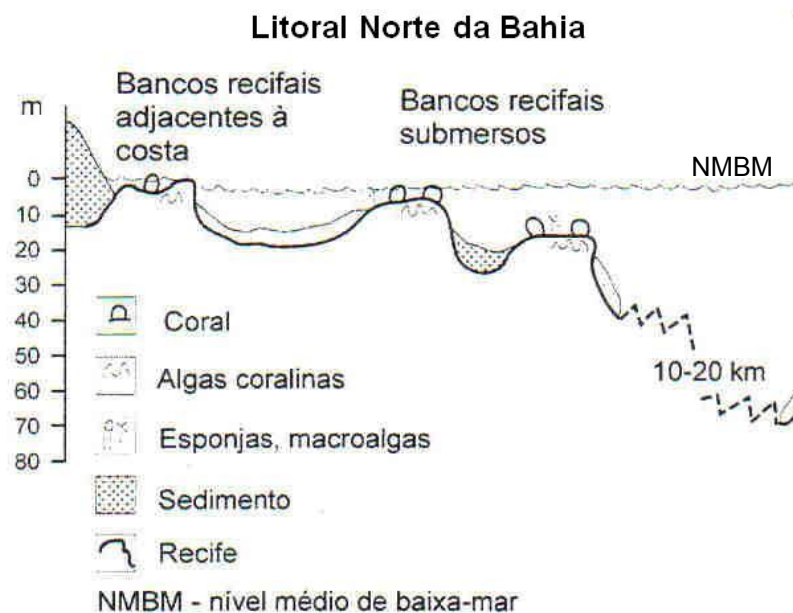 Litoral Norte da Bahia
Bancos recifais
adjacentes à
costa
Bancos recifais
submersos
m
NMBM
0
10
20
30
40
50
60
70
80
10-20 km
Coral
Algas coralinas
Esponjas, macroalgas
Sedimento
Recife
NMBM - nível médio de baixa-mar